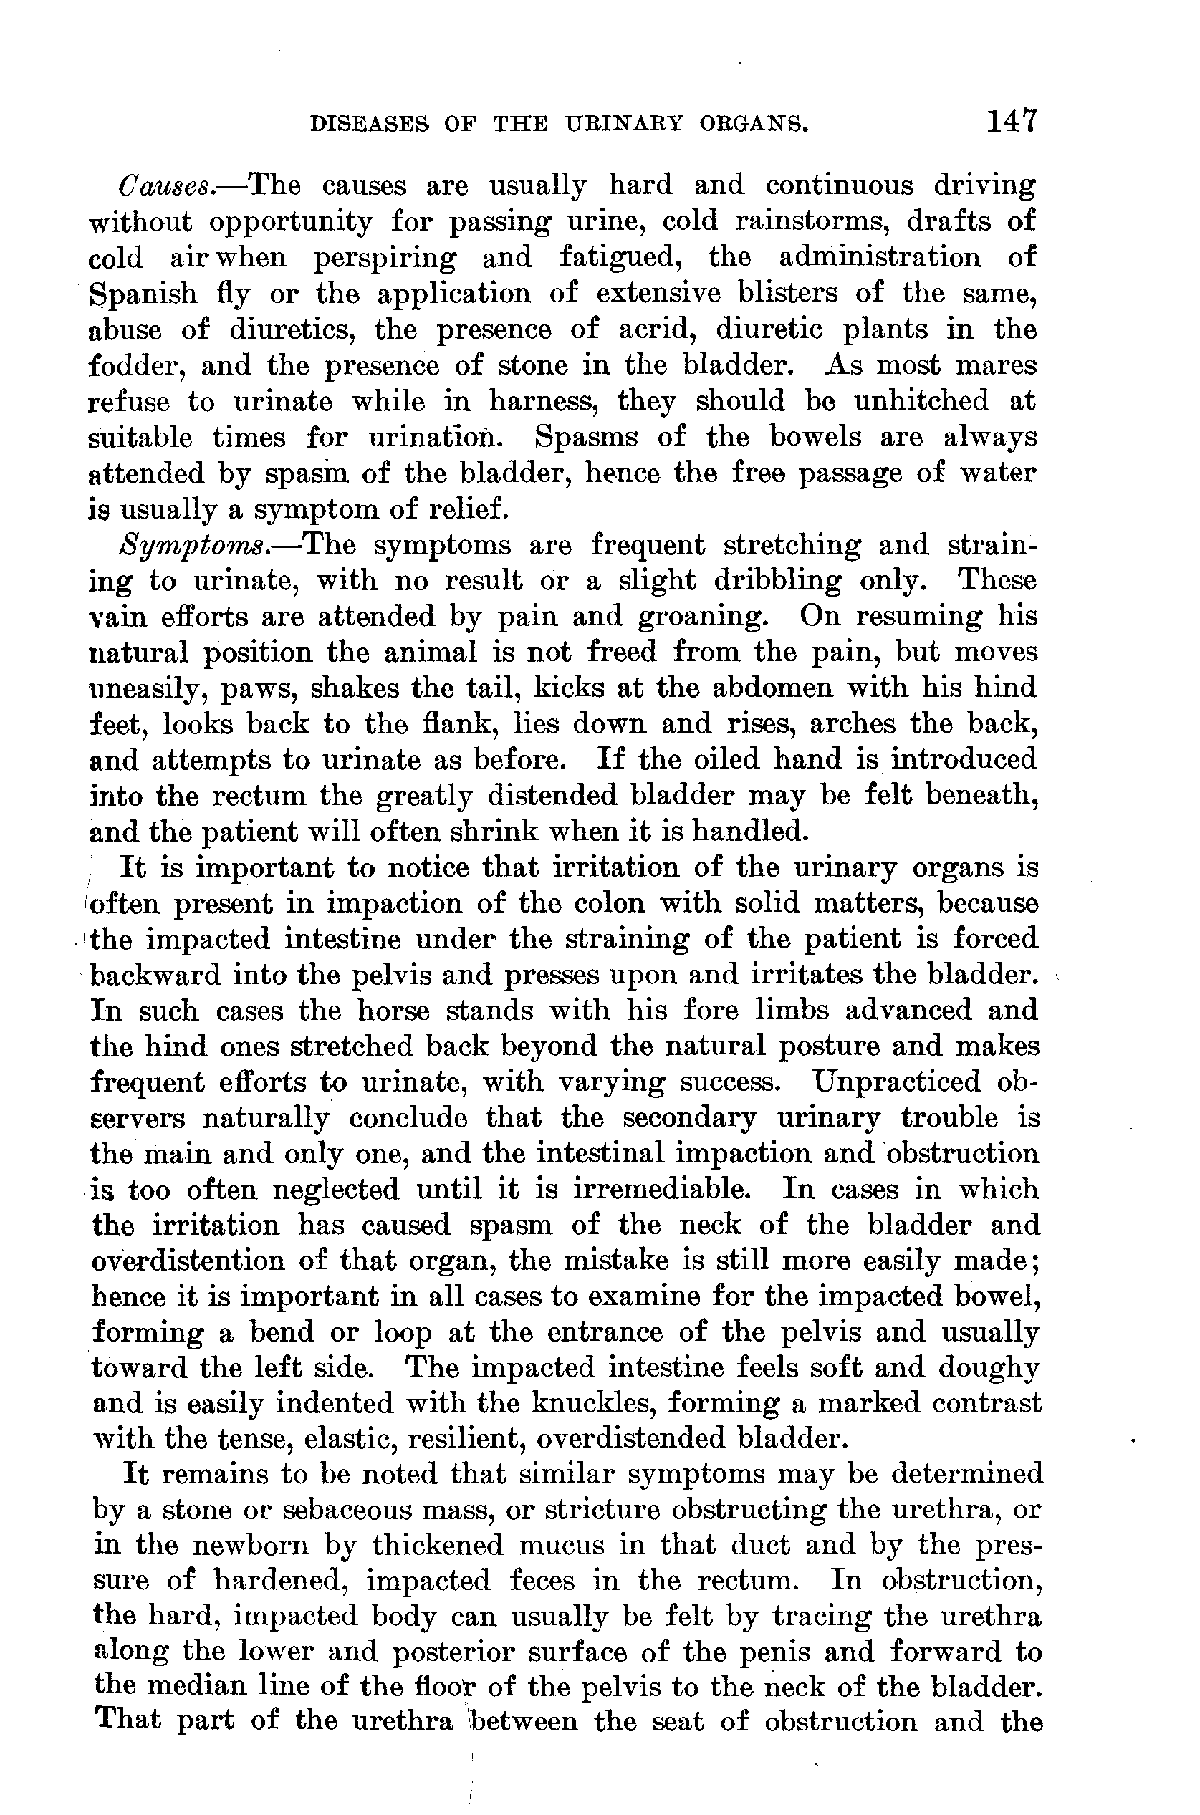 DISEASES OF THE URINARY ORGANS. 147
Causes.—The causes are usually hard and continuous driving
without opportunity for passing urine, cold rainstorms, drafts of
cold air when perspiring and fatigued, the administration of
Spanish fly or the application of extensive blisters of the same,
abuse of diuretics, the presence of acrid, diuretic plants in the
fodder, and the presence of stone in the bladder. As most mares
refuse to urinate while in harness, they should be unhitched at
suitable times for urination. Spasms of the bowels are always
attended by spasm of the bladder, hence the free passage of water
is usually a symptom of relief.
Symptoms.—The symptoms are frequent stretching and strain-
ing to urinate, with no result or a slight dribbling only. These
vain efforts are attended by pain and groaning. On resuming his
natural position the animal is not freed from the pain, but moves
uneasily, paws, shakes the tail, kicks at the abdomen with his hind
feet, looks back to the flank, lies down and rises, arches the back,
and attempts to urinate as before. If the oiled hand is introduced
into the rectum the greatly distended bladder may be felt beneath,
and the patient will often shrink when it is handled.
It is important to notice that irritation of the urinary organs is
often present in impaction of the colon with solid matters, because
the impacted intestine under the straining of the patient is forced
backward into the pelvis and presses upon and irritates the bladder.
In such cases the horse stands with his fore limbs advanced and
the hind ones stretched back beyond the natural posture and makes
frequent efforts to urinate, with varying success. Unpracticed ob-
servers naturally conclude that the secondary urinary trouble is
the main and only one, and the intestinal impaction and obstruction
is too often neglected until it is irremediable. In cases in which
the irritation has caused spasm of the neck of the bladder and
overdistention of that organ, the mistake is still more easily made;
hence it is important in all cases to examine for the impacted bowel,
forming a bend or loop at the entrance of the pelvis and usually
toward the left side. The impacted intestine feels soft and doughy
and is easily indented with the knuckles, forming a marked contrast
with the tense, elastic, resilient, overdistended bladder.
It remains to be noted that similar symptoms may be determined
by a stone or sebaceous mass, or stricture obstructing the urethra, or
in the newborn by thickened mucus in that duct and by the pres-
sure of hardened, impacted feces in the rectum. In obstruction,
the hard, impacted body can usually be felt by tracing the urethra
along the lower and posterior surface of the penis and forward to
the median line of the floor of the pelvis to the neck of the bladder.
That part of the urethra between the seat of obstruction and the